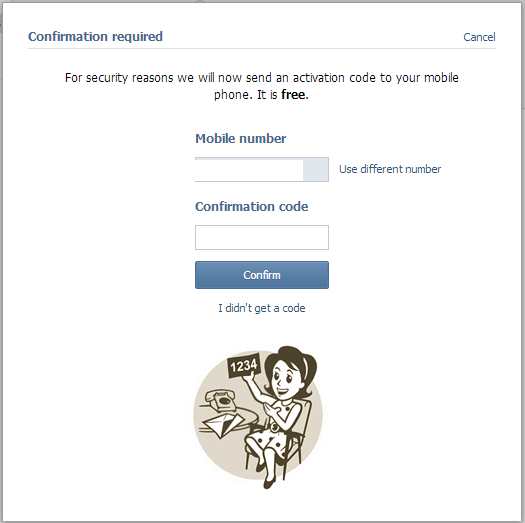 Confirmation required
Cancel
For security reasons we will now send an activation code to your mobile
phone. It is free.
Mobile number
Use different number
Confirmation code
Confirm
I didn't get a code
1234